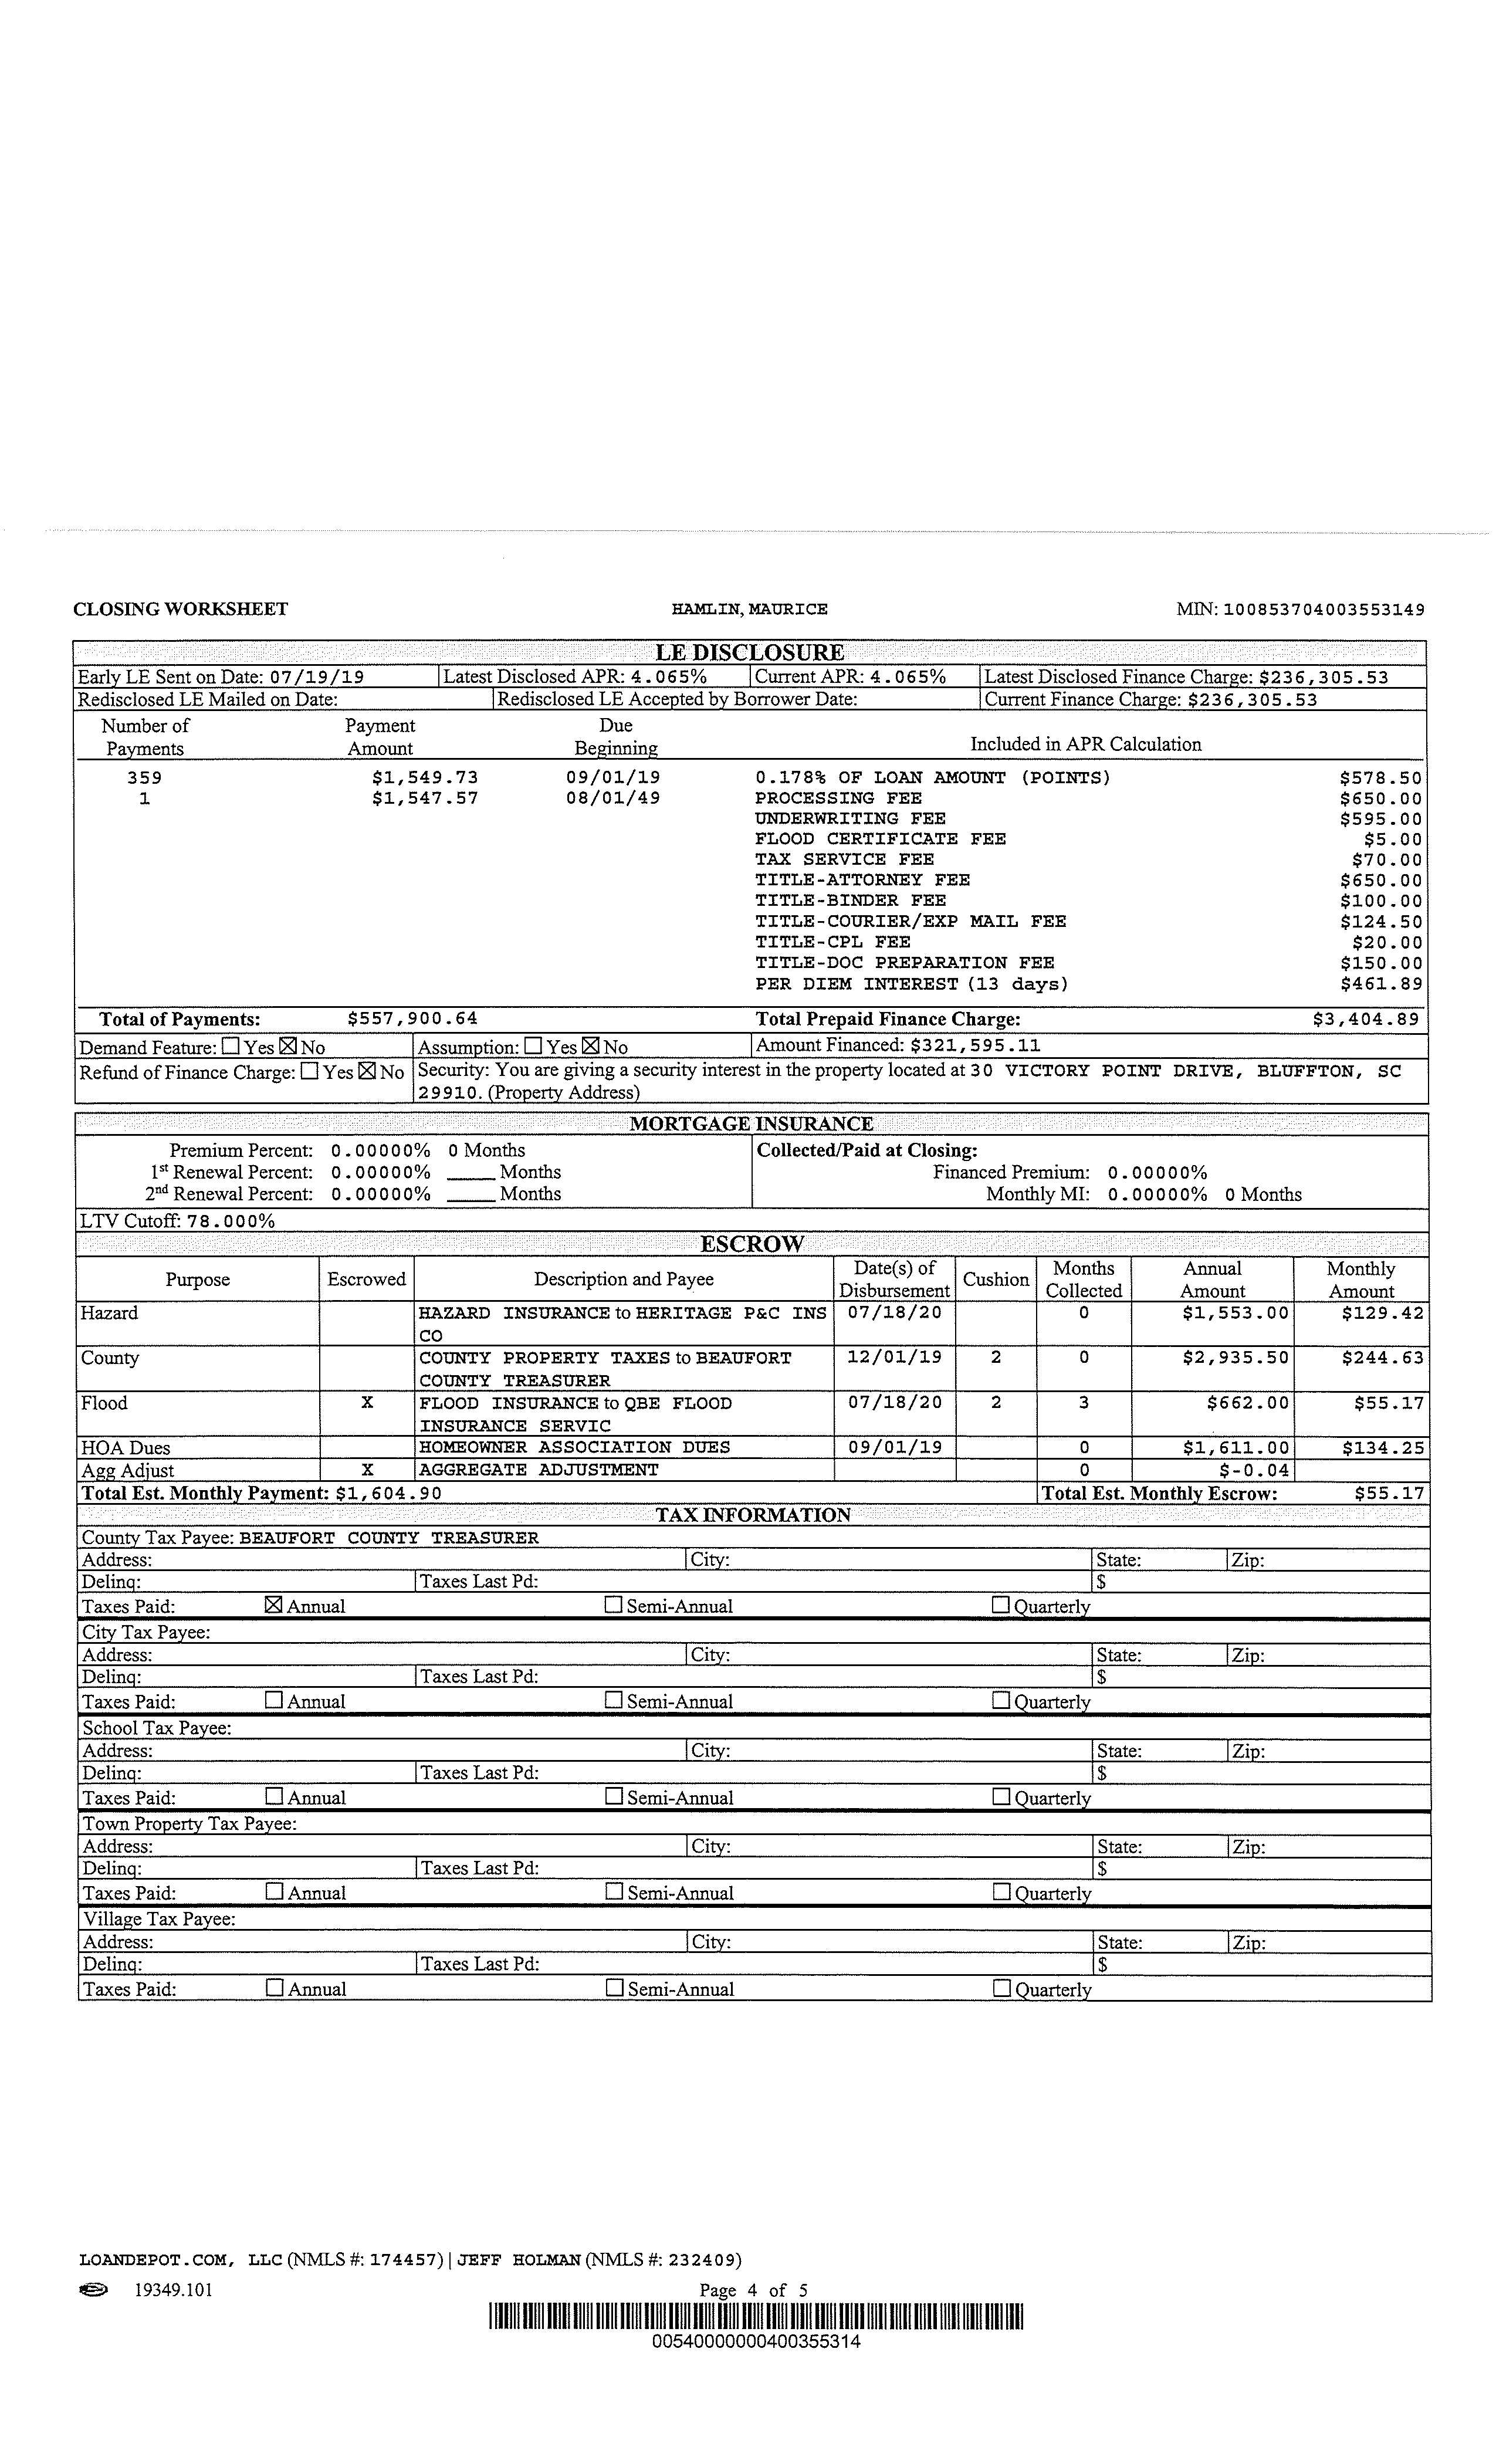 CLOSING WORKSHEET HAMLIN, MAURICE MIN: 100853704003553149
LE DISCLOSURE
Early LE Sent on Date: 07/19/19 Latest Disclosed APR: 4.065% Current APR: 4.065% Latest Disclosed Finance Charge: $236,305.53
Redisclosed LE Mailed on Date: Redisclosed LE Accepted by Borrower Date: Current Finance Charge: $236,305.53
Number of Payment Due
Payments Amount Beginning Included in APR Calculation
359 $1,549.73 09/01/19 0.178% OF LOAN AMOUNT (POINTS) $578.50
1 $1,547.57 08/01/49 PROCESSING FEE $650.00
UNDERWRITING FEE $595.00
FLOOD CERTIFICATE FEE $5.00
TAX SERVICE FEE $70.00
TITLE-ATTORNEY FEE $650.00
TITLE-BINDER FEE $100.00
TITLE-COURIER/EXP MAIL FEE $124.50
TITLE-CPL FEE $20.00
TITLE-DOC PREPARATION FEE $150.00
PER DIEM INTEREST (13 days) $461.89
Total of Payments: $557,900.64 Total Prepaid Finance Charge: $3,404.89
Demand Feature: ☐ Yes ☒ No Assumption: ☐ Yes ☒ No Amount Financed: $321,595.11
Refund of Finance Charge: ☐ Yes ☒ No Security: You are giving a security interest in the property located at 30 VICTORY POINT DRIVE, BLUFFTON, SC
29910. (Property Address)
MORTGAGE INSURANCE
Premium Percent: 0.00000% 0 Months Collected/Paid at Closing:
1st Renewal Percent: 0.00000% ____ Months Financed Premium: 0.00000%
2nd Renewal Percent: 0.00000% ____ Months Monthly MI: 0.00000% 0 Months
LTV Cutoff: 78.000%
ESCROW
Purpose Escrowed Description and Payee Date(s) of Disbursement Cushion Months Collected Annual Amount Monthly Amount
Hazard HAZARD INSURANCE to HERITAGE P&C INS 07/18/20 0 $1,553.00 $129.42
CO
County COUNTY PROPERTY TAXES to BEAUFORT 12/01/19 2 0 $2,935.50 $244.63
COUNTY TREASURER
Flood X FLOOD INSURANCE to QBE FLOOD 07/18/20 2 3 $662.00 $55.17
INSURANCE SERVIC
HOA Dues HOMEOWNER ASSOCIATION DUES 09/01/19 0 $1,611.00 $134.25
Agg Adjust X AGGREGATE ADJUSTMENT 0 $-0.04
Total Est. Monthly Payment: $1,604.90 Total Est. Monthly Escrow: $55.17
TAX INFORMATION
County Tax Payee: BEAUFORT COUNTY TREASURER
Address: City: State: Zip:
Delinq: Taxes Last Pd: $
Taxes Paid: ☒ Annual ☐ Semi-Annual ☐ Quarterly
City Tax Payee:
Address: City: State: Zip:
Delinq: Taxes Last Pd: $
Taxes Paid: ☐ Annual ☐ Semi-Annual ☐ Quarterly
School Tax Payee:
Address: City: State: Zip:
Delinq: Taxes Last Pd: $
Taxes Paid: ☐ Annual ☐ Semi-Annual ☐ Quarterly
Town Property Tax Payee:
Address: City: State: Zip:
Delinq: Taxes Last Pd: $
Taxes Paid: ☐ Annual ☐ Semi-Annual ☐ Quarterly
Village Tax Payee:
Address: City: State: Zip:
Delinq: Taxes Last Pd: $
Taxes Paid: ☐ Annual ☐ Semi-Annual ☐ Quarterly
LOANDEPOT.COM, LLC (NMLS #: 174457) | JEFF HOLMAN (NMLS #: 232409)
19349.101 Page 4 of 5
00540000000400355314